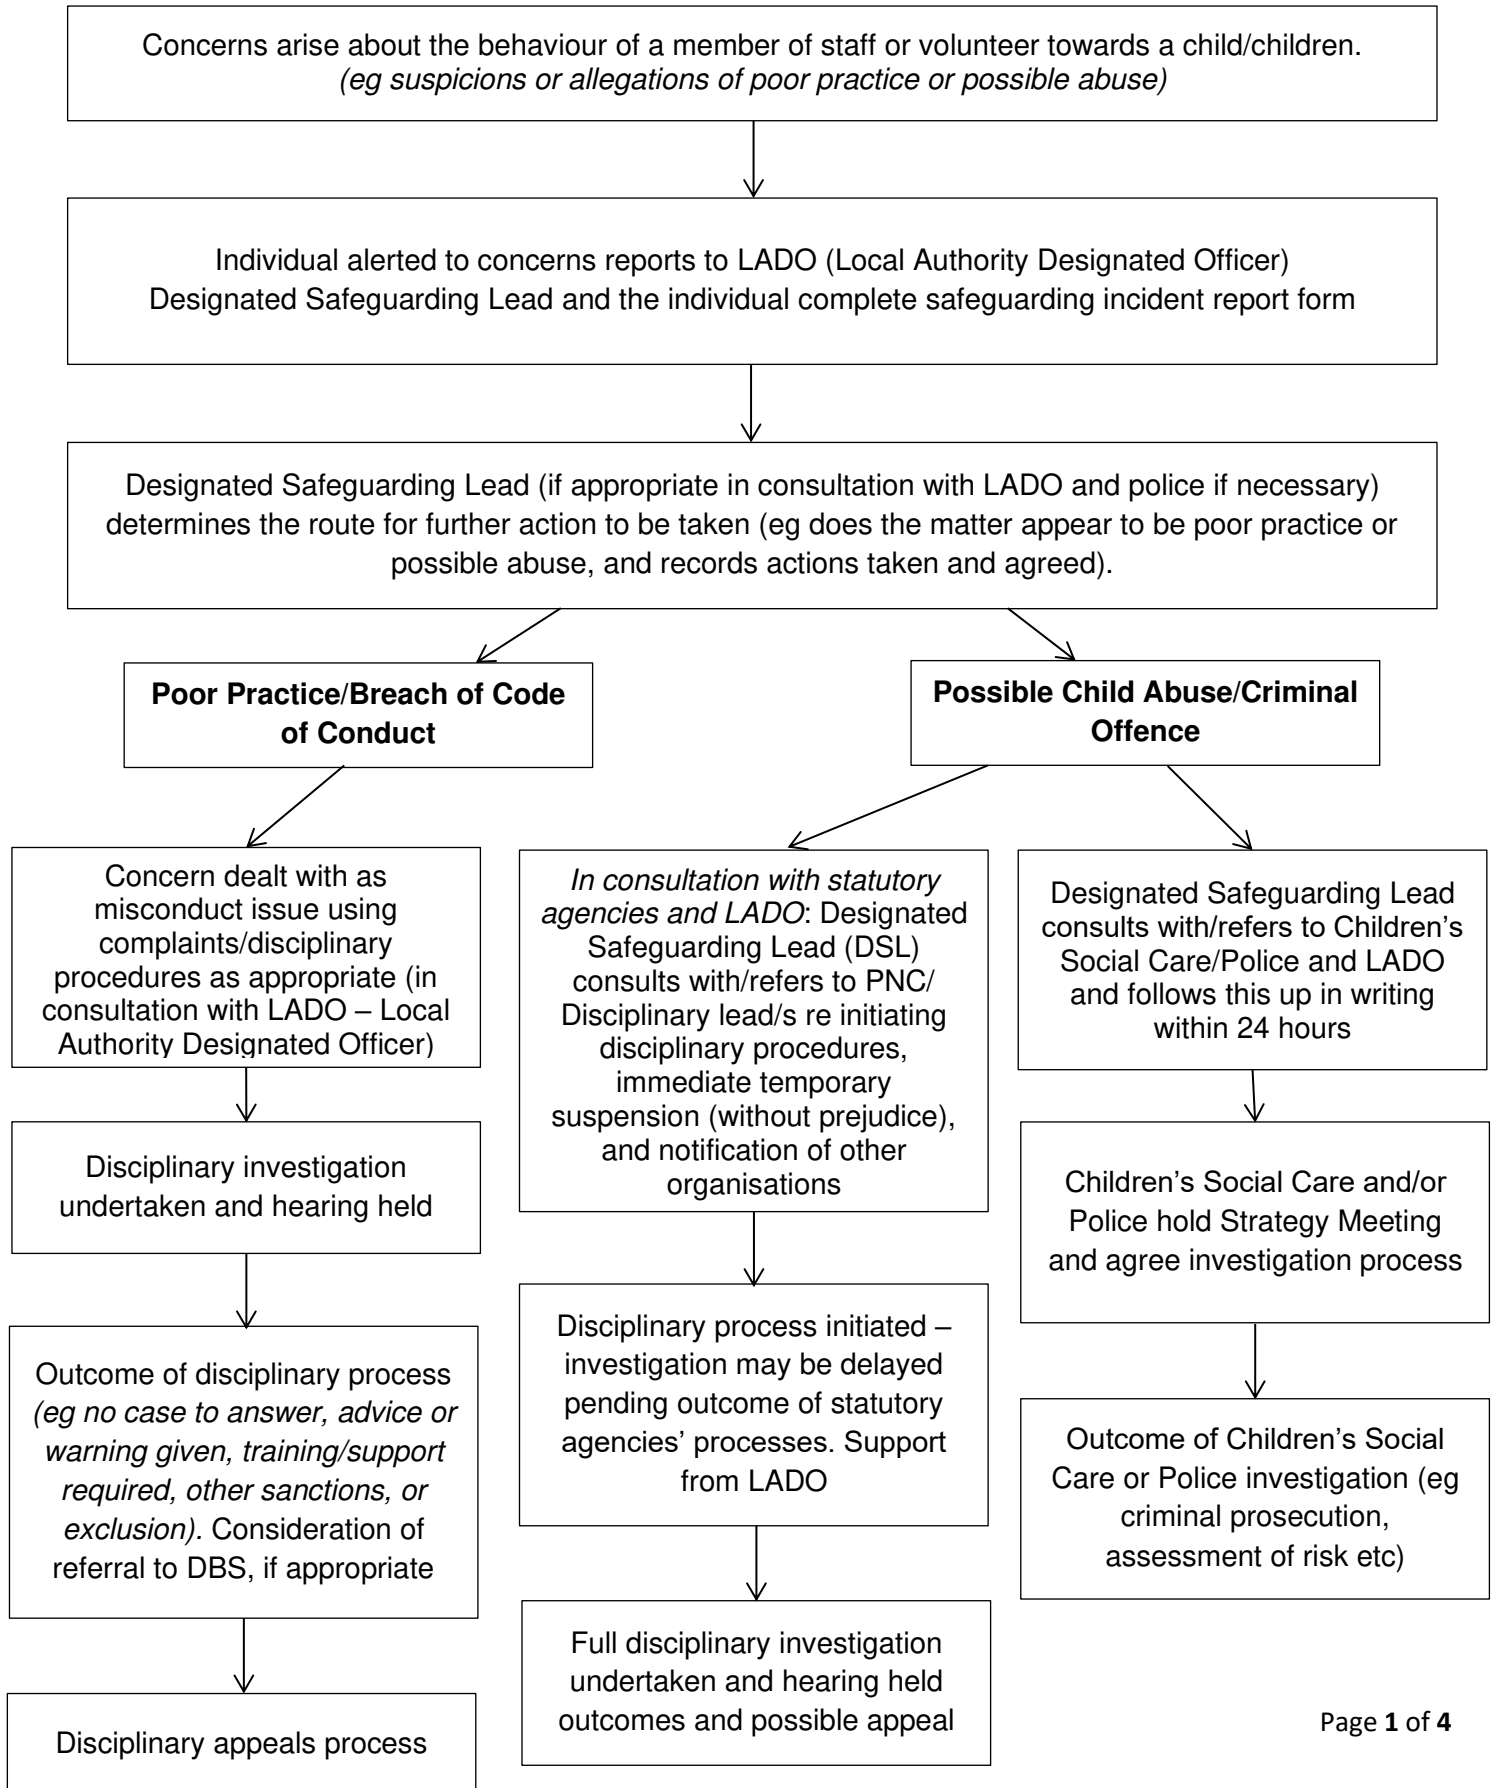 Concerns arise about the behaviour of a member of staff or volunteer towards a child/children.
(eg suspicions or allegations of poor practice or possible abuse)
Individual alerted to concerns reports to LADO (Local Authority Designated Officer)
Designated Safeguarding Lead and the individual complete safeguarding incident report form
Designated Safeguarding Lead (if appropriate in consultation with LADO and police if necessary)
determines the route for further action to be taken (eg does the matter appear to be poor practice or
possible abuse, and records actions taken and agreed).
Poor Practice/Breach of Code
of Conduct
Possible Child Abuse/Criminal
Offence
Concern dealt with as
misconduct issue using
complaints/disciplinary
procedures as appropriate (in
consultation with LADO – Local
Authority Designated Officer)
Disciplinary investigation
undertaken and hearing held
Outcome of disciplinary process
(eg no case to answer, advice or
warning given, training/support
required, other sanctions, or
exclusion). Consideration of
referral to DBS, if appropriate
Disciplinary appeals process
In consultation with statutory
agencies and LADO: Designated
Safeguarding Lead (DSL)
consults with/refers to PNC/
Disciplinary lead/s re initiating
disciplinary procedures,
immediate temporary
suspension (without prejudice),
and notification of other
organisations
Disciplinary process initiated –
investigation may be delayed
pending outcome of statutory
agencies’ processes. Support
from LADO
Full disciplinary investigation
undertaken and hearing held
outcomes and possible appeal
Designated Safeguarding Lead
consults with/refers to Children’s
Social Care/Police and LADO
and follows this up in writing
within 24 hours
Children’s Social Care and/or
Police hold Strategy Meeting
and agree investigation process
Outcome of Children’s Social
Care or Police investigation (eg
criminal prosecution,
assessment of risk etc)
Page 1 of 4